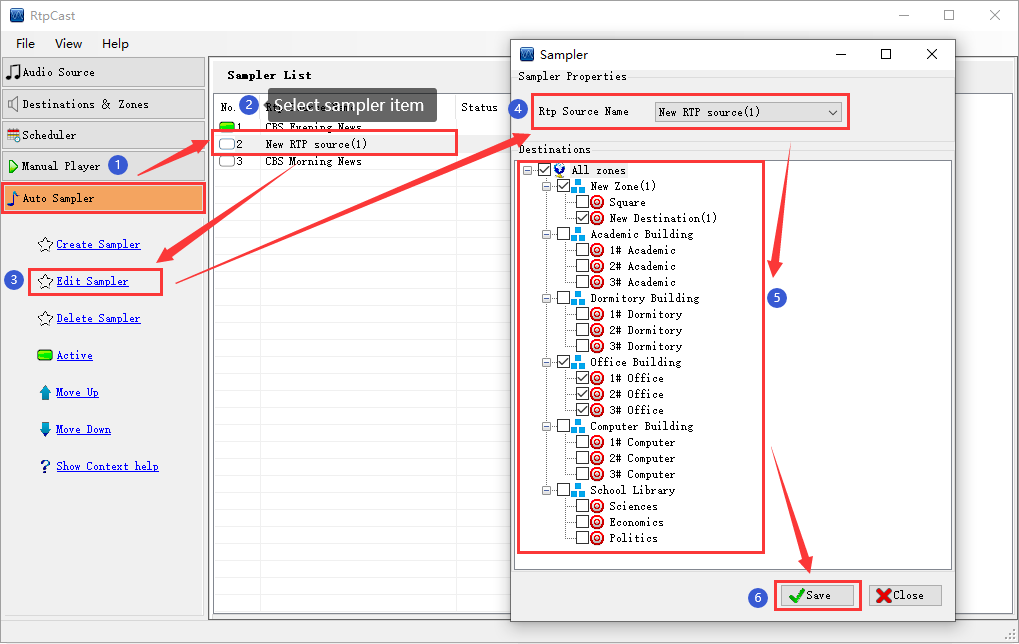 RtpCast
File View Help
Audio Source
Destinations & Zones
Scheduler
Manual Player 1
Auto Sampler
Create Sampler
3 Edit Sampler
Delete Sampler
Active
Move Up
Move Down
Show Context help
Sampler List
No. 2 Select sampler item Status
1 CBS Evening News
2 New RTP source(1)
3 CBS Morning News
Sampler
Sampler Properties
4 Rtp Source Name New RTP source(1)
Destinations
All zones
New Zone(1)
Square
New Destination(1)
Academic Building
1# Academic
2# Academic
3# Academic
Dormitory Building
5
1# Dormitory
2# Dormitory
3# Dormitory
Office Building
1# Office
2# Office
3# Office
Computer Building
1# Computer
2# Computer
3# Computer
School Library
Sciences
Economics
Politics
6 Save Close